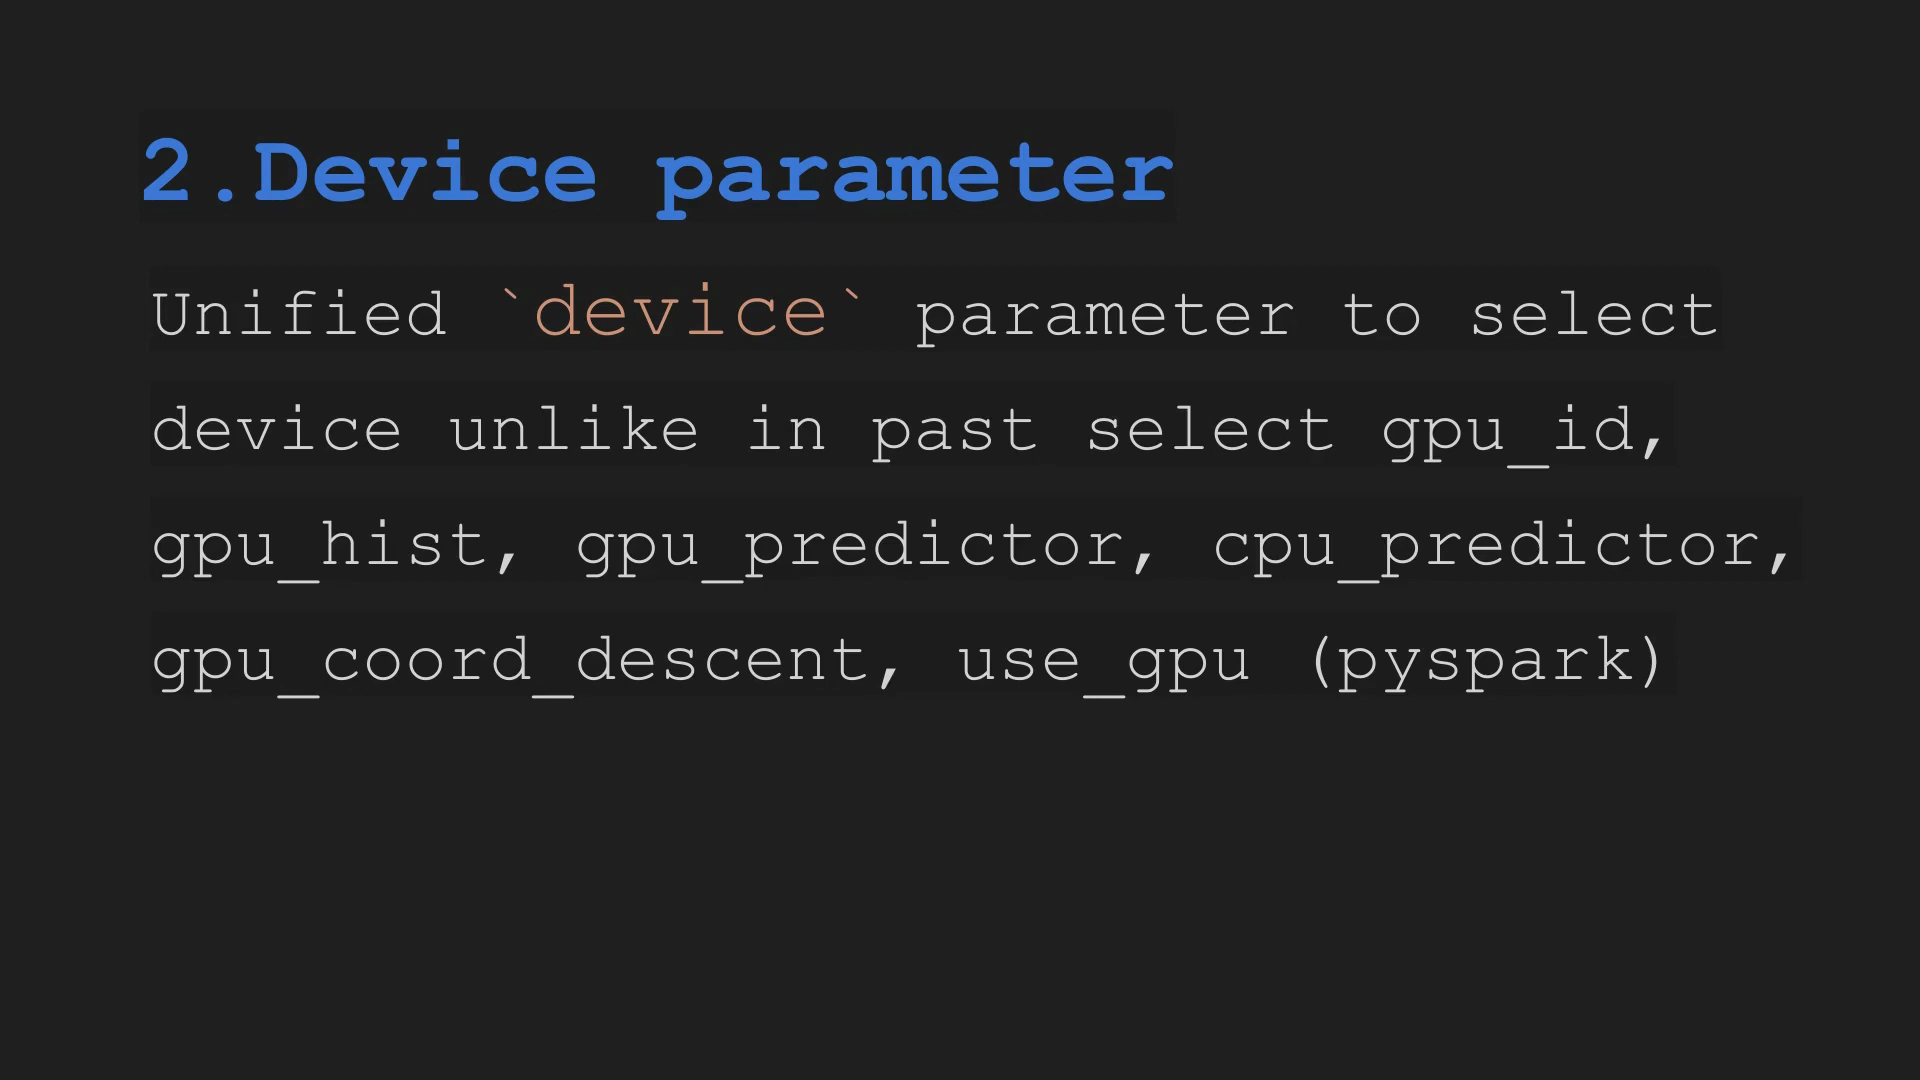 2.Device parameter
Unified `device` parameter to select
device unlike in past select gpu_id,
gpu_hist, gpu_predictor, cpu_predictor,
gpu_coord_descent, use_gpu (pyspark)